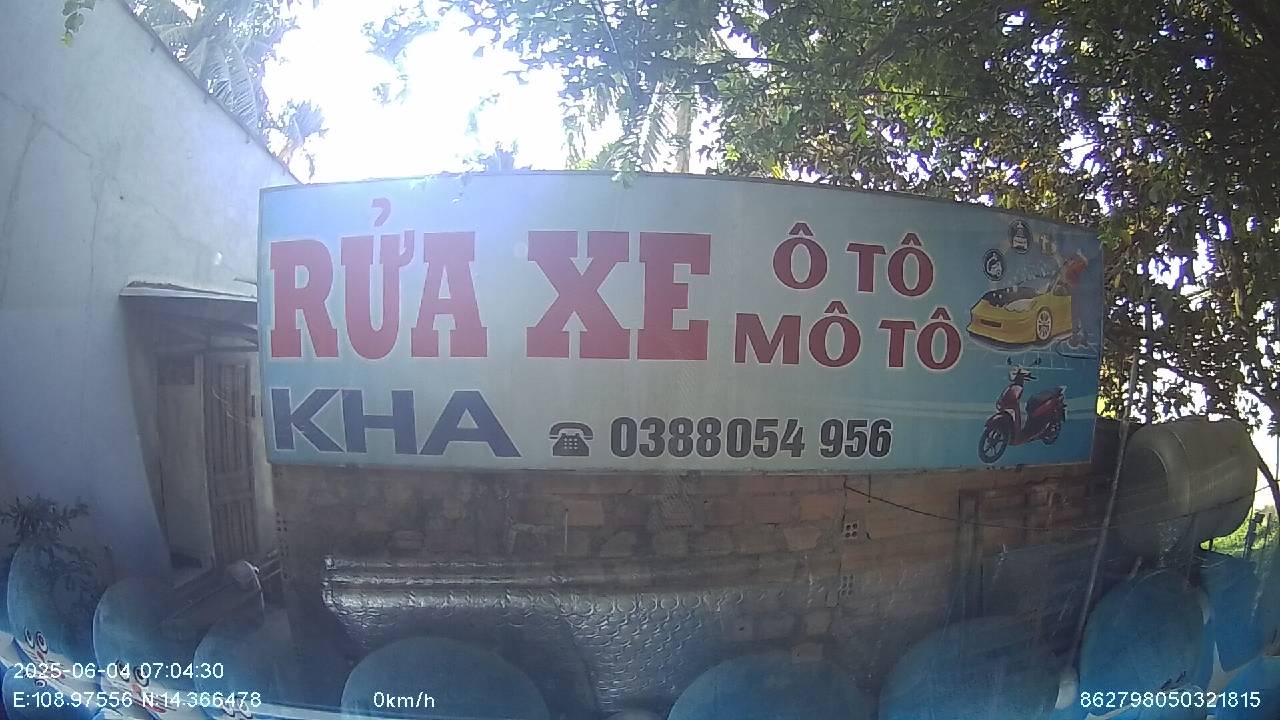 RỬA XE Ô TÔ
MÔ TÔ
KHA ☎ 0388054 956
2025-06-04 07:04:30
E:108.97556 N:14.366478 0km/h 862798050321815